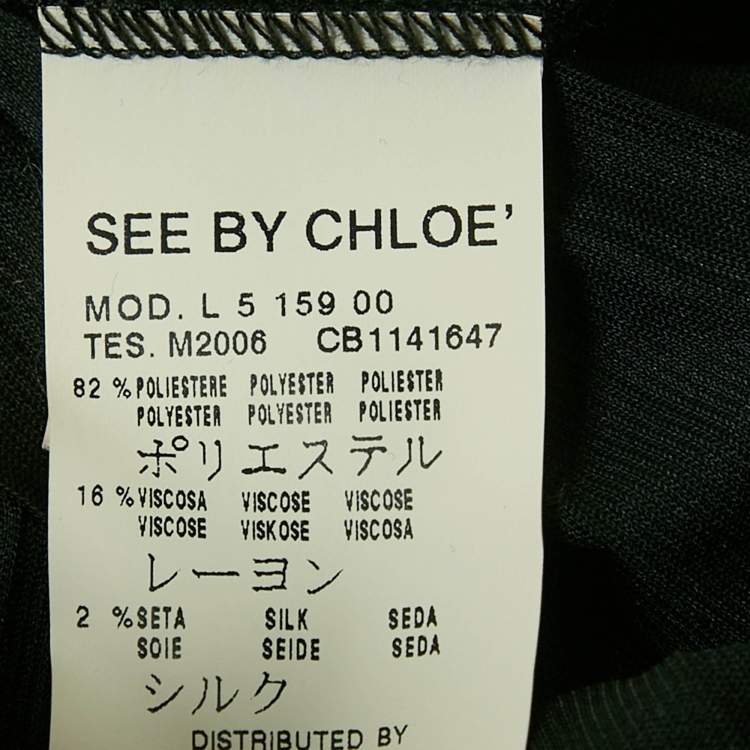 SEE BY CHLOE'
MOD. L 5 159 00
TES. M2006 CB1141647
82 % POLIESTERE POLYESTER POLIESTER
POLYESTER POLYESTER POLIESTER
ポリエステル
16 % VISCOSA VISCOSE VISCOSE
VISCOSE VISKOSE VISCOSA
レーヨン
2 % SETA SILK SEDA
SOIE SEIDE SEDA
シルク
DISTRIBUTED BY